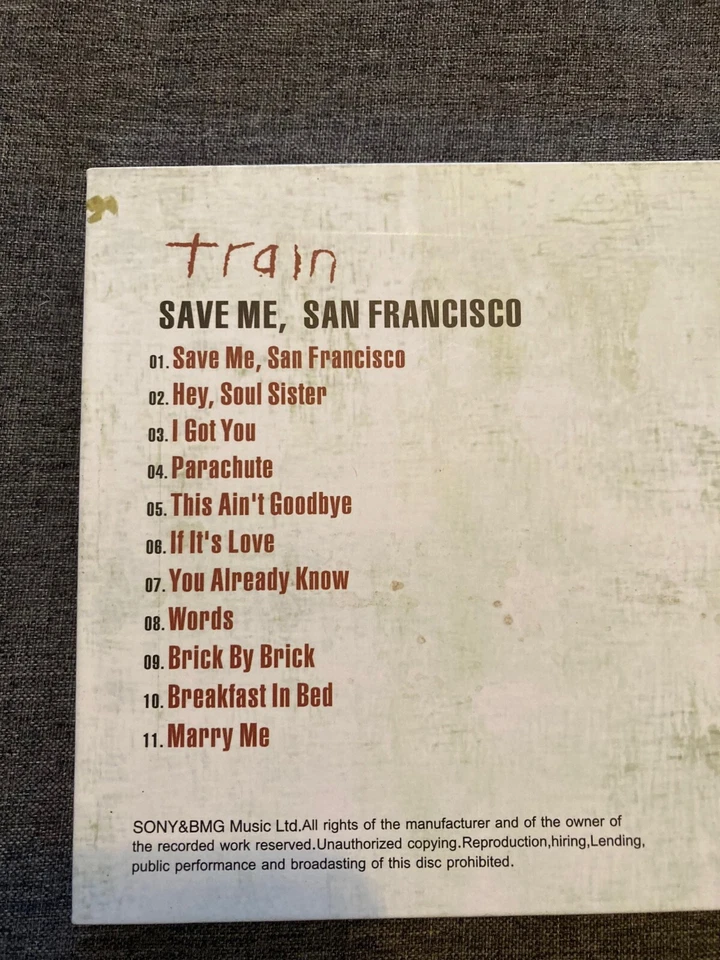 train
SAVE ME, SAN FRANCISCO
01. Save Me, San Francisco
02. Hey, Soul Sister
03. I Got You
04. Parachute
05. This Ain't Goodbye
06. If It's Love
07. You Already Know
08. Words
09. Brick By Brick
10. Breakfast In Bed
11. Marry Me
SONY&BMG Music Ltd.All rights of the manufacturer and of the owner of
the recorded work reserved.Unauthorized copying.Reproduction,hiring,Lending,
public performance and broadasting of this disc prohibited.